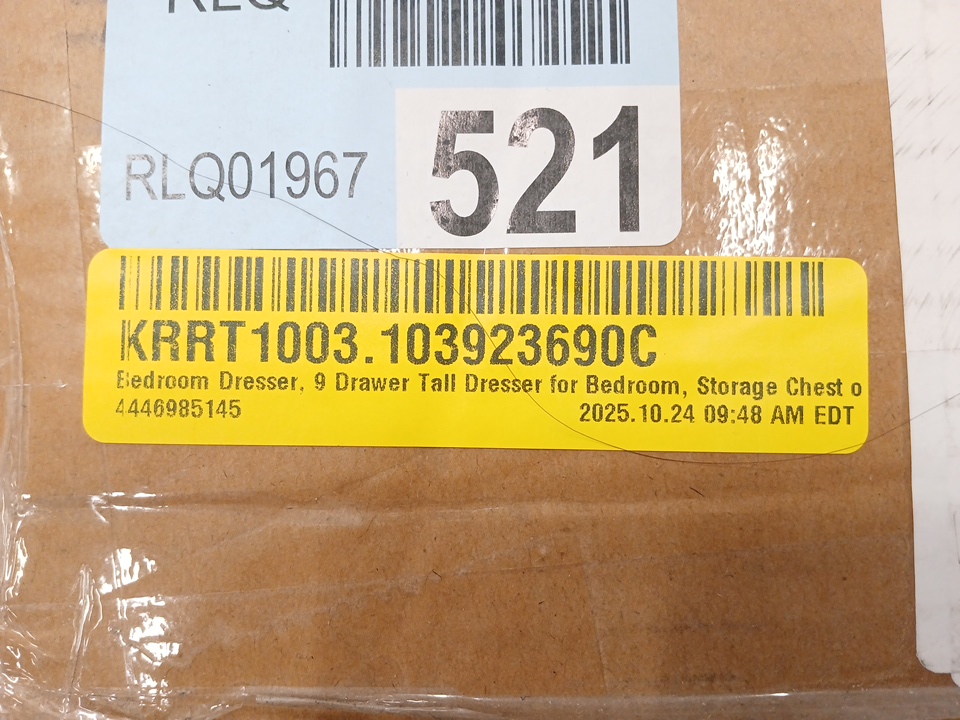 RLQ
RLQ01967
521
KRRT1003.103923690C
Bedroom Dresser, 9 Drawer Tall Dresser for Bedroom, Storage Chest o
4446985145
2025.10.24 09:48 AM EDT